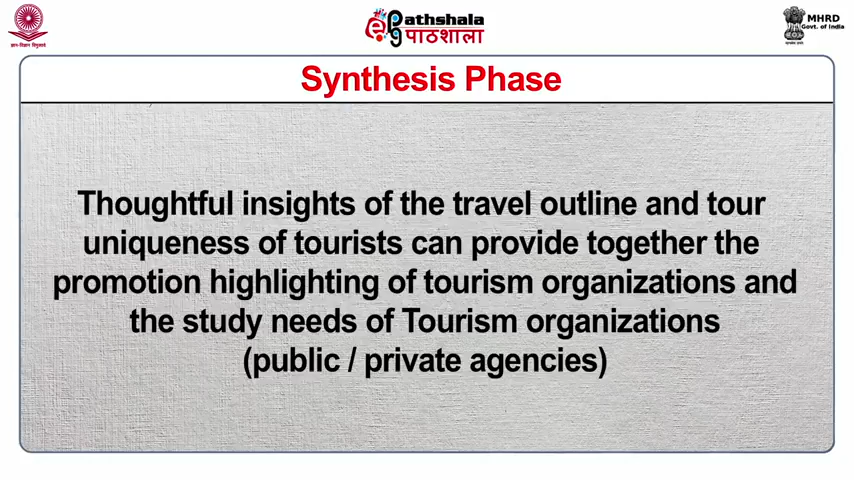 Pathshala
पाठशाला
MHRD
Govt. of India
Synthesis Phase
Thoughtful insights of the travel outline and tour
uniqueness of tourists can provide together the
promotion highlighting of tourism organizations and
the study needs of Tourism organizations
(public / private agencies)